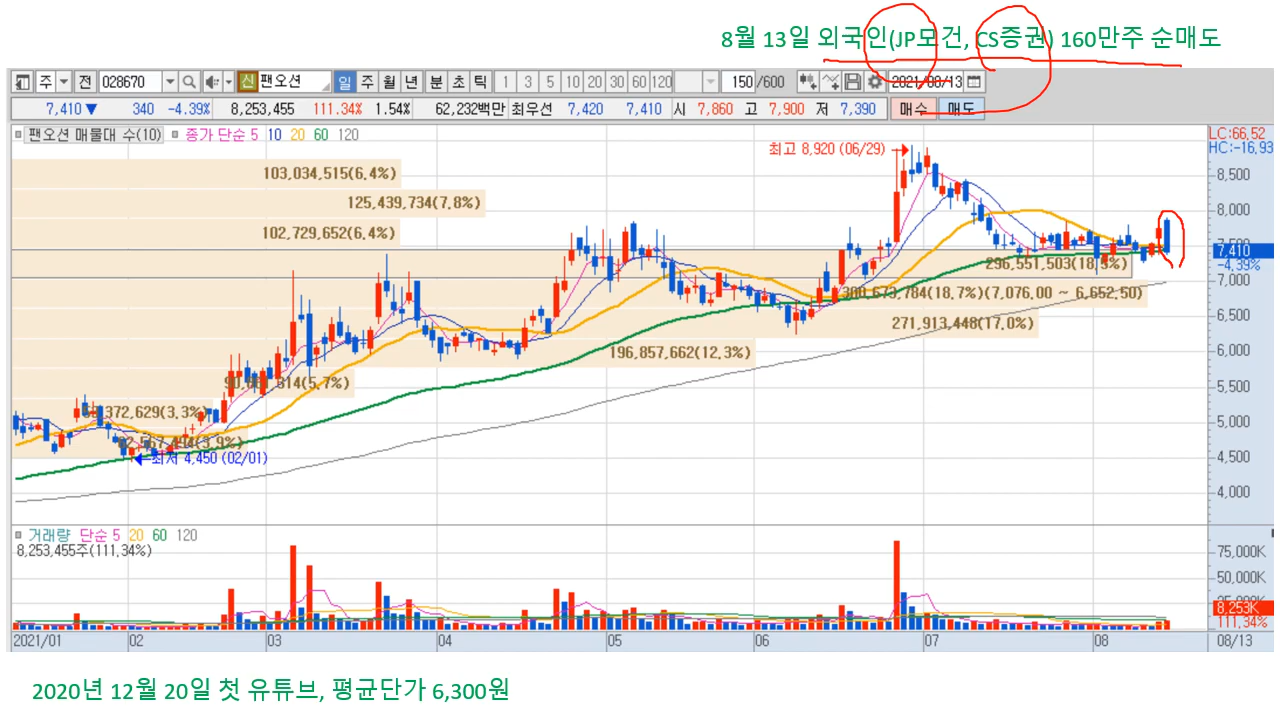 8월 13일 외국인(JP모건, CS증권) 160만주 순매도
주 전 028670 신 팬오션 일 주 월 년 분 초 틱 1 3 5 10 20 30 60 120 150 /600 2021/08/13
7,410 ▼ 340 -4.39% 8,253,455 111.34% 1.54% 62,232백만 최우선 7,420 7,410 시 7,860 고 7,900 저 7,390 매수 매도
팬오션 매물대 수(10) 종가 단순 5 10 20 60 120
LC:66,52
HC:-16,93
최고 8,920 (06/29)
103,034,515(6.4%)
8,500
125,439,734(7.8%)
8,000
102,729,652(6.4%)
7,410
-4.39%
296,551,503(18.5%)
7,000
300,673,784(18.7%)(7,076.00 ~ 6,652.50)
6,500
271,913,448(17.0%)
196,857,662(12.3%)
6,000
5,500
5,000
4,500
최저 4,450 (02/01)
4,000
거래량 단순 5 20 60 120
8,253,455주(111.34%)
75,000K
50,000K
8,253K
111.34%
2021/01 02 03 04 05 06 07 08 08/13
2020년 12월 20일 첫 유튜브, 평균단가 6,300원